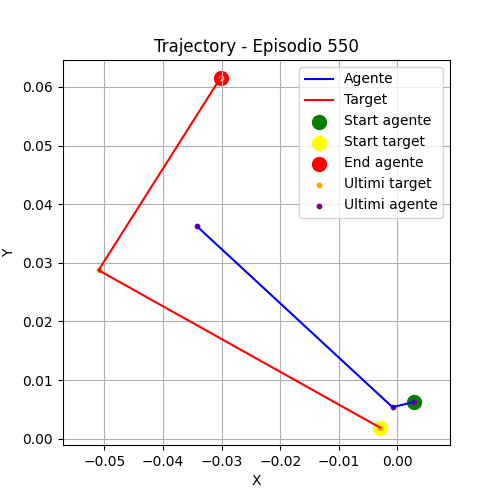 Trajectory - Episodio 550
Agente
Target
Start agente
Start target
End agente
Ultimi target
Ultimi agente
0.06
0.05
0.04
0.03
0.02
0.01
0.00
Y
−0.05 −0.04 −0.03 −0.02 −0.01 0.00
X